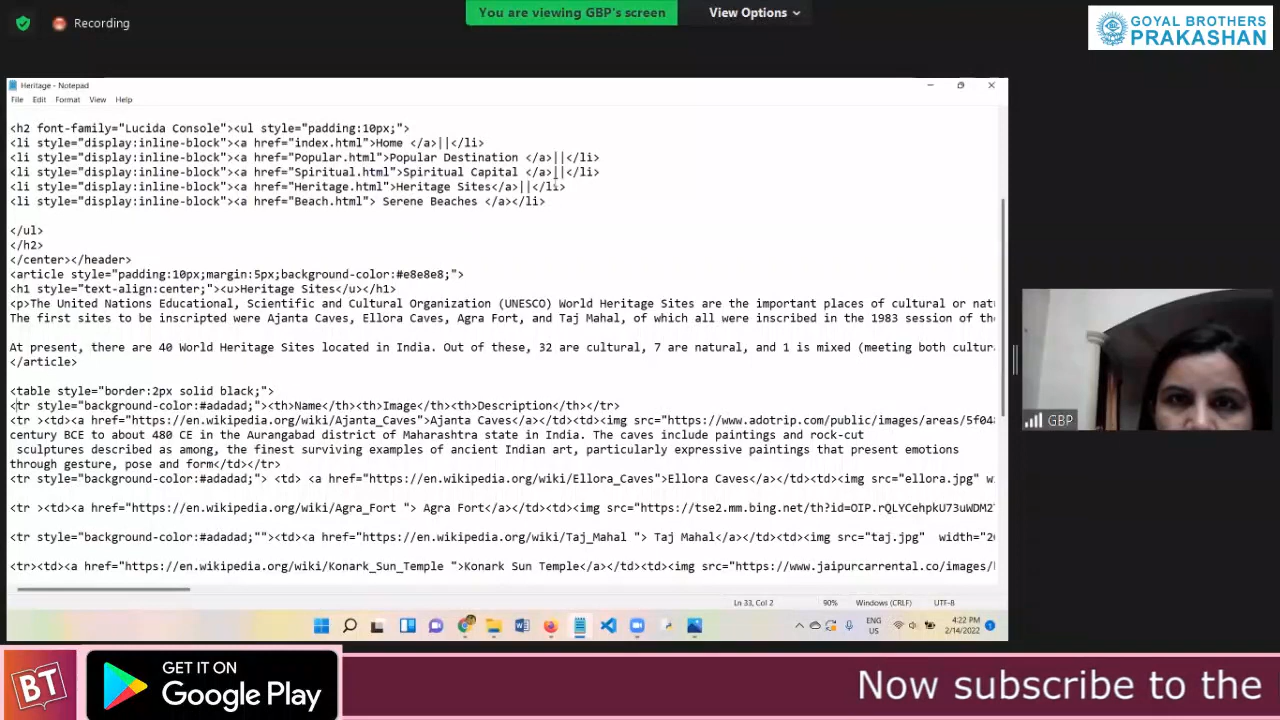 Recording
You are viewing GBP's screen
View Options
GOYAL BROTHERS
PRAKASHAN
Heritage - Notepad
File Edit Format View Help
<h2 font-family="Lucida Console"><ul style="padding:10px;">
<li style="display:inline-block"><a href="index.html">Home </a>||</li>
<li style="display:inline-block"><a href="Popular.html">Popular Destination </a>||</li>
<li style="display:inline-block"><a href="Spiritual.html">Spiritual Capital </a>||</li>
<li style="display:inline-block"><a href="Heritage.html">Heritage Sites</a>||</li>
<li style="display:inline-block"><a href="Beach.html"> Serene Beaches </a></li>
</ul>
</h2>
</center></header>
<article style="padding:10px;margin:5px;background-color:#e8e8e8;">
<h1 style="text-align:center;"><u>Heritage Sites</u></h1>
<p>The United Nations Educational, Scientific and Cultural Organization (UNESCO) World Heritage Sites are the important places of cultural or natu
The first sites to be inscripted were Ajanta Caves, Ellora Caves, Agra Fort, and Taj Mahal, of which all were inscribed in the 1983 session of the
At present, there are 40 World Heritage Sites located in India. Out of these, 32 are cultural, 7 are natural, and 1 is mixed (meeting both cultur
</article>
<table style="border:2px solid black;">
<tr style="background-color:#adadad;"><th>Name</th><th>Image</th><th>Description</th></tr>
<tr ><td><a href="https://en.wikipedia.org/wiki/Ajanta_Caves">Ajanta Caves</a></td><td><img src="https://www.adotrip.com/public/images/areas/5f048
century BCE to about 480 CE in the Aurangabad district of Maharashtra state in India. The caves include paintings and rock-cut
sculptures described as among, the finest surviving examples of ancient Indian art, particularly expressive paintings that present emotions
through gesture, pose and form</td></tr>
<tr style="background-color:#adadad;"> <td> <a href="https://en.wikipedia.org/wiki/Ellora_Caves">Ellora Caves</a></td><td><img src="ellora.jpg" w
<tr ><td><a href="https://en.wikipedia.org/wiki/Agra_Fort "> Agra Fort</a></td><td><img src="https://tse2.mm.bing.net/th?id=OIP.rQLYCehpkU73uWDM2
<tr style="background-color:#adadad;""><td><a href="https://en.wikipedia.org/wiki/Taj_Mahal "> Taj Mahal</a></td><td><img src="taj.jpg" width="20
<tr><td><a href="https://en.wikipedia.org/wiki/Konark_Sun_Temple ">Konark Sun Temple</a></td><td><img src="https://www.jaipurcarrental.co/images/
Ln 33, Col 2 90% Windows (CRLF) UTF-8
ENG
US
4:22 PM
2/14/2022
GBP
BT
GET IT ON
Google Play
Now subscribe to the